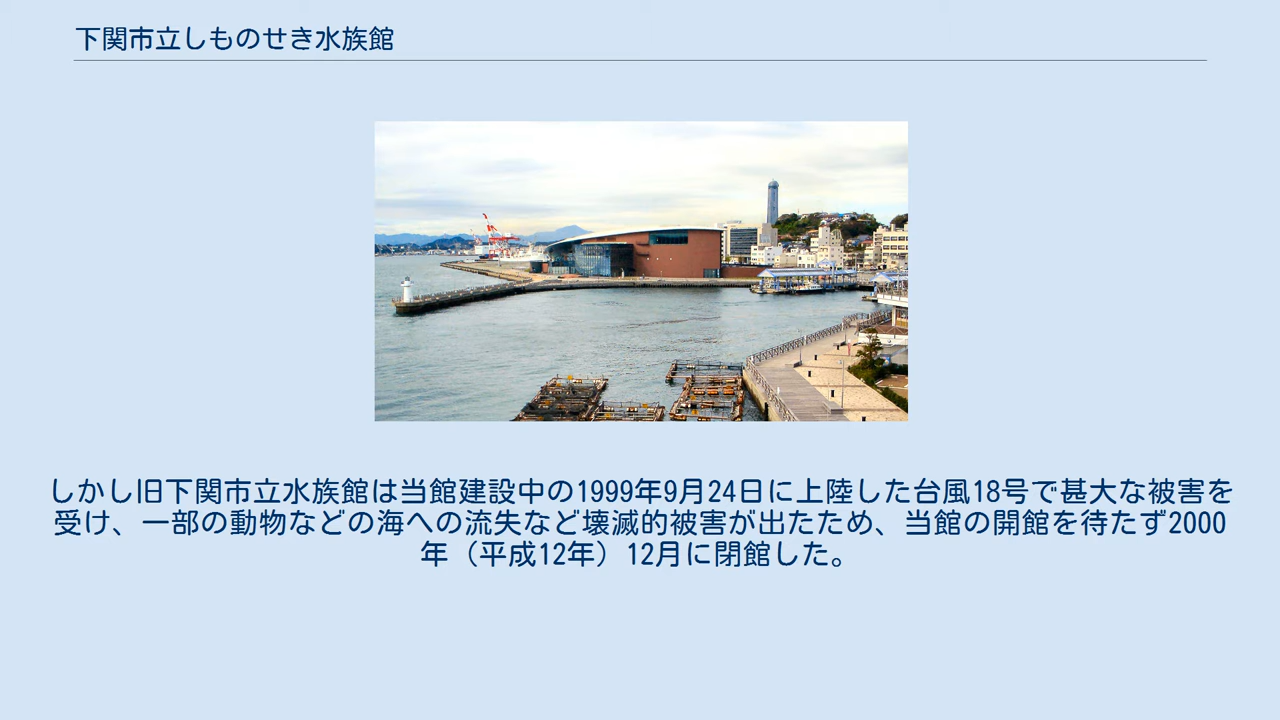 下関市立しものせき水族館
しかし旧下関市立水族館は当館建設中の1999年9月24日に上陸した台風18号で甚大な被害を
受け、一部の動物などの海への流失など壊滅的被害が出たため、当館の開館を待たず2000
年（平成12年）12月に閉館した。